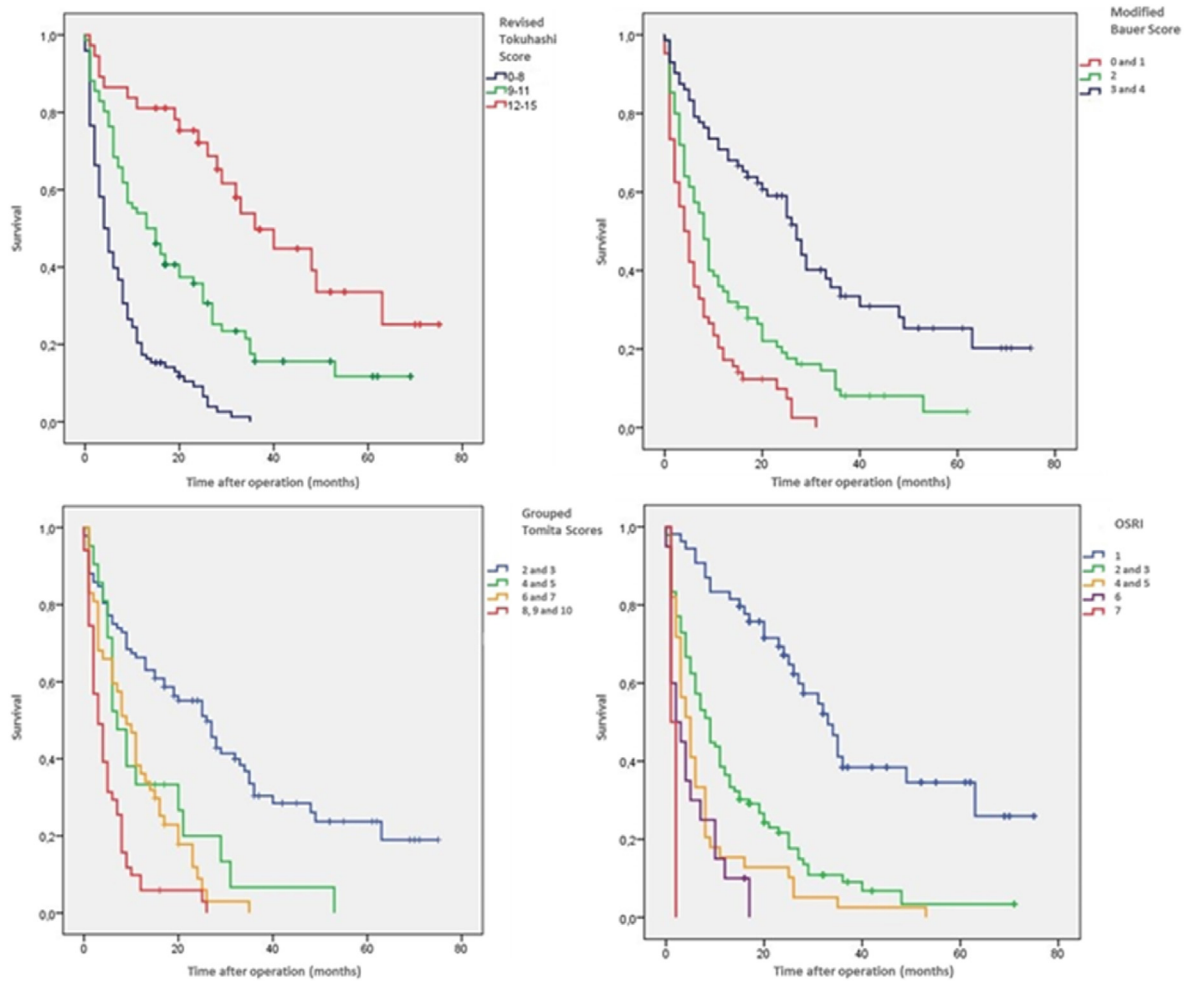 Revised
Tokuhashi
Score
0-8
9-11
12-15
1,0
0,8
0,6
0,4
0,2
0,0
Survival
0 20 40 60 80
Time after operation (months)
Modified
Bauer Score
0 and 1
2
3 and 4
1,0
0,8
0,6
0,4
0,2
0,0
Survival
0 20 40 60 80
Time after operation (months)
Grouped
Tomita Scores
2 and 3
4 and 5
6 and 7
8, 9 and 10
1,0
0,8
0,6
0,4
0,2
0,0
Survival
0 20 40 60 80
Time after operation (months)
OSRI
1
2 and 3
4 and 5
6
7
1,0
0,8
0,6
0,4
0,2
0,0
Survival
0 20 40 60 80
Time after operation (months)